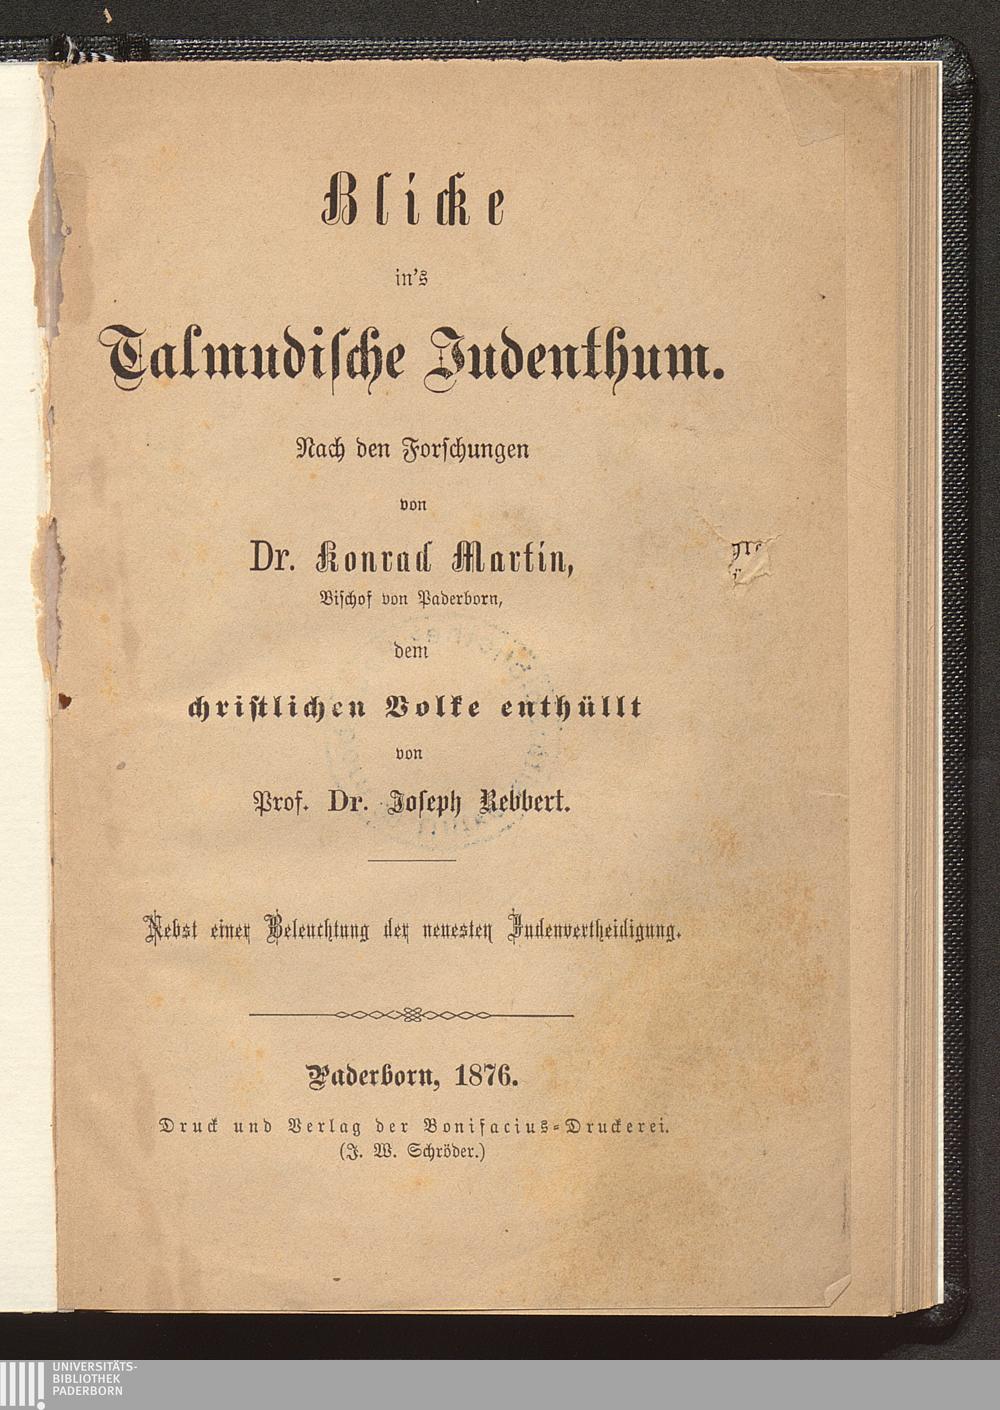 Blicke
in's
Talmudische Judenthum.
Nach den Forschungen
von
Dr. Konrad Martin,
Bischof von Paderborn,
dem
christlichen Volke enthüllt
von
Prof. Dr. Joseph Rebbert.
Nebst einer Beleuchtung der neuesten Judenvertheidigung.
Paderborn, 1876.
Druck und Verlag der Bonifacius-Druckerei.
(J. W. Schröder.)
UNIVERSITÄTS-
BIBLIOTHEK
PADERBORN